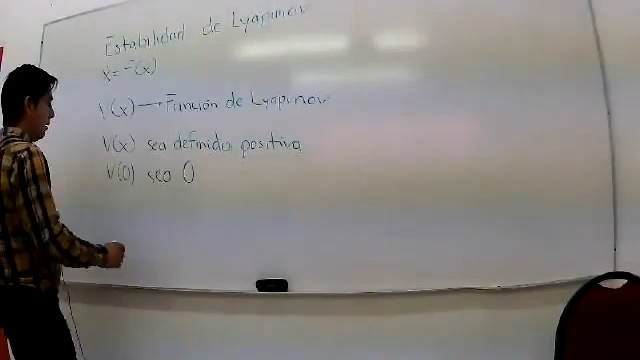 Estabilidad de Lyapunov
ẋ = f(x)
V(x) → Función de Lyapunov
V(x) sea definida positiva
V(0) sea 0